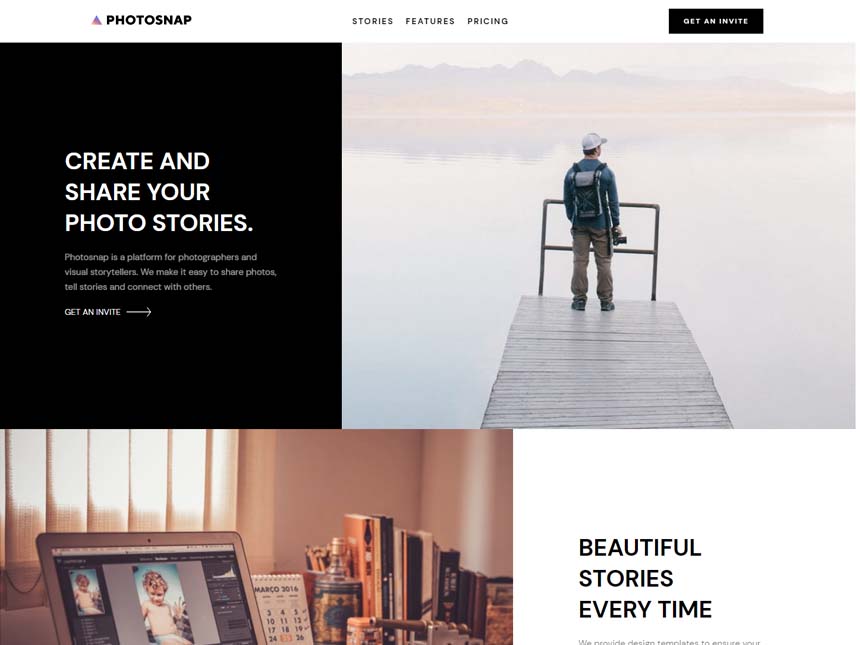 PHOTOSNAP
STORIES FEATURES PRICING
GET AN INVITE
CREATE AND
SHARE YOUR
PHOTO STORIES.
Photosnap is a platform for photographers and
visual storytellers. We make it easy to share photos,
tell stories and connect with others.
GET AN INVITE
MARÇO 2016
BEAUTIFUL
STORIES
EVERY TIME
We provide design templates to ensure your